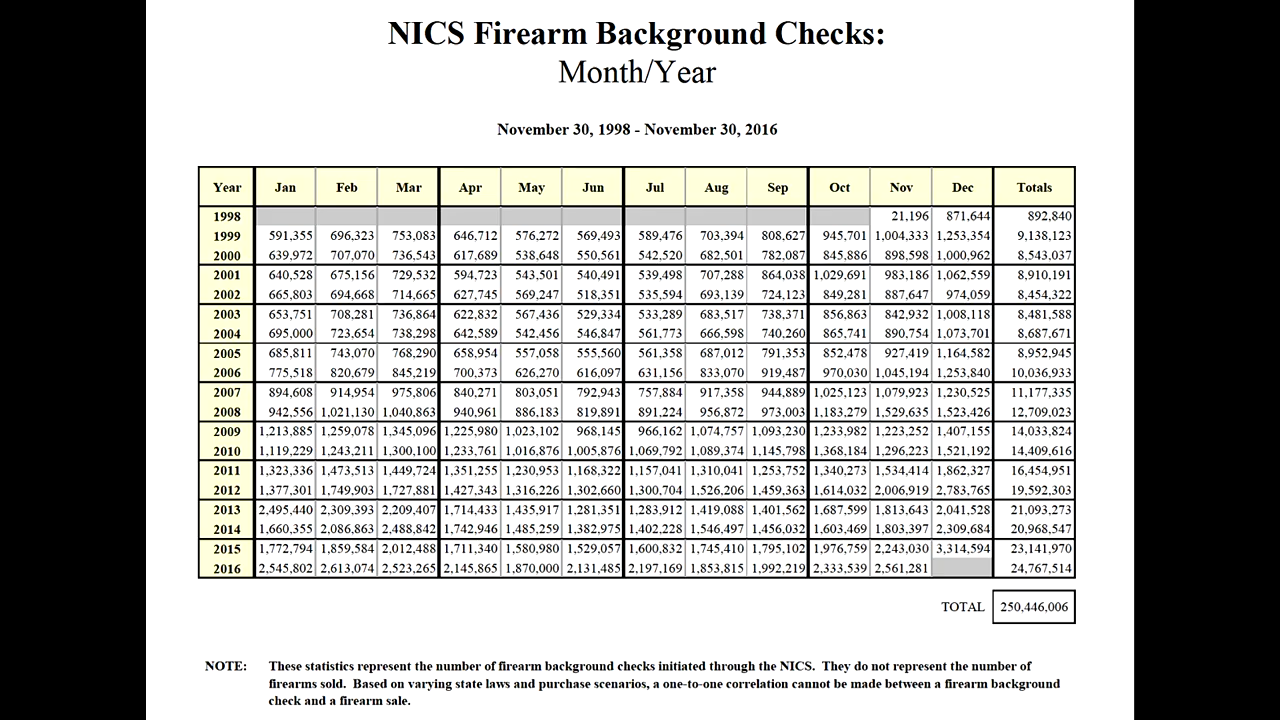 NICS Firearm Background Checks:
Month/Year
November 30, 1998 - November 30, 2016
Year Jan Feb Mar Apr May Jun Jul Aug Sep Oct Nov Dec Totals
1998 21,196 871,644 892,840
1999 591,355 696,323 753,083 646,712 576,272 569,493 589,476 703,394 808,627 945,701 1,004,333 1,253,354 9,138,123
2000 639,972 707,070 736,543 617,689 538,648 550,561 542,520 682,501 782,087 845,886 898,598 1,000,962 8,543,037
2001 640,528 675,156 729,532 594,723 543,501 540,491 539,498 707,288 864,038 1,029,691 983,186 1,062,559 8,910,191
2002 665,803 694,668 714,665 627,745 569,247 518,351 535,594 693,139 724,123 849,281 887,647 974,059 8,454,322
2003 653,751 708,281 736,864 622,832 567,436 529,334 533,289 683,517 738,371 856,863 842,932 1,008,118 8,481,588
2004 695,000 723,654 738,298 642,589 542,456 546,847 561,773 666,598 740,260 865,741 890,754 1,073,701 8,687,671
2005 685,811 743,070 768,290 658,954 557,058 555,560 561,358 687,012 791,353 852,478 927,419 1,164,582 8,952,945
2006 775,518 820,679 845,219 700,373 626,270 616,097 631,156 833,070 919,487 970,030 1,045,194 1,253,840 10,036,933
2007 894,608 914,954 975,806 840,271 803,051 792,943 757,884 917,358 944,889 1,025,123 1,079,923 1,230,525 11,177,335
2008 942,556 1,021,130 1,040,863 940,961 886,183 819,891 891,224 956,872 973,003 1,183,279 1,529,635 1,523,426 12,709,023
2009 1,213,885 1,259,078 1,345,096 1,225,980 1,023,102 968,145 966,162 1,074,757 1,093,230 1,233,982 1,223,252 1,407,155 14,033,824
2010 1,119,229 1,243,211 1,300,100 1,233,761 1,016,876 1,005,876 1,069,792 1,089,374 1,145,798 1,368,184 1,296,223 1,521,192 14,409,616
2011 1,323,336 1,473,513 1,449,724 1,351,255 1,230,953 1,168,322 1,157,041 1,310,041 1,253,752 1,340,273 1,534,414 1,862,327 16,454,951
2012 1,377,301 1,749,903 1,727,881 1,427,343 1,316,226 1,302,660 1,300,704 1,526,206 1,459,363 1,614,032 2,006,919 2,783,765 19,592,303
2013 2,495,440 2,309,393 2,209,407 1,714,433 1,435,917 1,281,351 1,283,912 1,419,088 1,401,562 1,687,599 1,813,643 2,041,528 21,093,273
2014 1,660,355 2,086,863 2,488,842 1,742,946 1,485,259 1,382,975 1,402,228 1,546,497 1,456,032 1,603,469 1,803,397 2,309,684 20,968,547
2015 1,772,794 1,859,584 2,012,488 1,711,340 1,580,980 1,529,057 1,600,832 1,745,410 1,795,102 1,976,759 2,243,030 3,314,594 23,141,970
2016 2,545,802 2,613,074 2,523,265 2,145,865 1,870,000 2,131,485 2,197,169 1,853,815 1,992,219 2,333,539 2,561,281 24,767,514
TOTAL 250,446,006
NOTE: These statistics represent the number of firearm background checks initiated through the NICS. They do not represent the number of
firearms sold. Based on varying state laws and purchase scenarios, a one-to-one correlation cannot be made between a firearm background
check and a firearm sale.